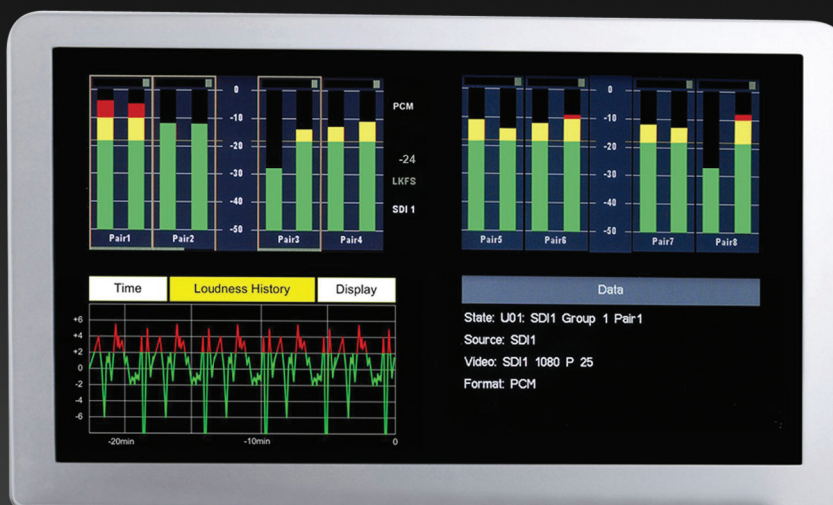 0
-10
-20
-30
-40
-50
Pair1
Pair2
Pair3
Pair4
PCM
-24
LKFS
SDI 1
0
-10
-20
-30
-40
-50
Pair5
Pair6
Pair7
Pair8
Time
Loudness History
Display
+6
+4
+2
0
-2
-4
-6
-20min
-10min
0
Data
State: U01: SDI1 Group 1 Pair1
Source: SDI1
Video: SDI1 1080 P 25
Format: PCM